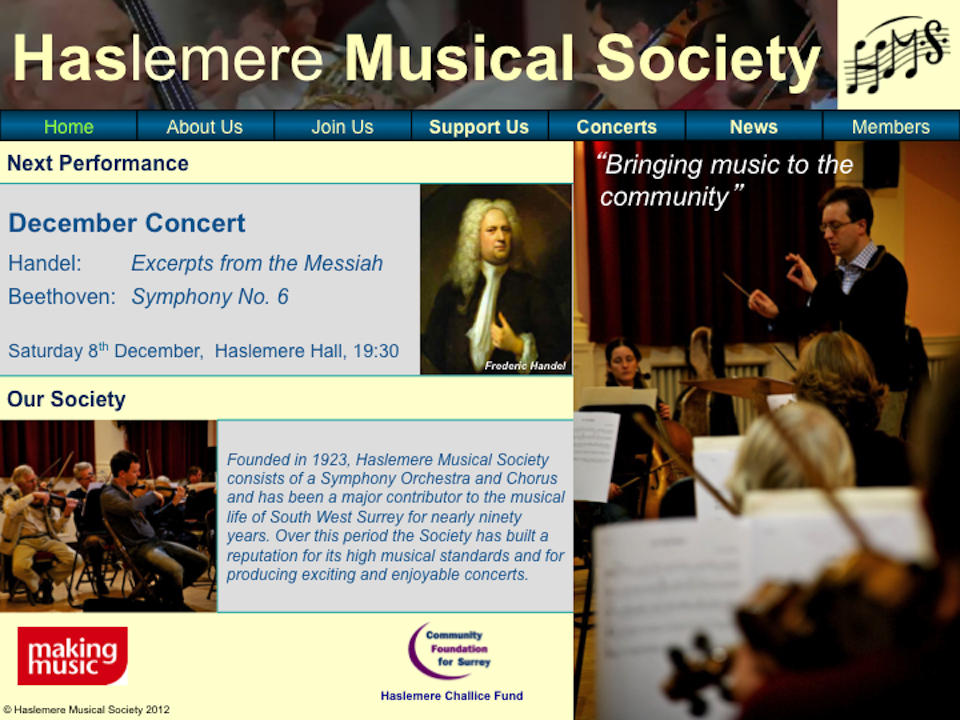 Haslemere Musical Society
HMS
Home About Us Join Us Support Us Concerts News Members
Next Performance
December Concert
Handel: Excerpts from the Messiah
Beethoven: Symphony No. 6
Saturday 8th December, Haslemere Hall, 19:30
Frederic Handel
“Bringing music to the
community”
Our Society
Founded in 1923, Haslemere Musical Society
consists of a Symphony Orchestra and Chorus
and has been a major contributor to the musical
life of South West Surrey for nearly ninety
years. Over this period the Society has built a
reputation for its high musical standards and for
producing exciting and enjoyable concerts.
making
music
Community
Foundation
for Surrey
Haslemere Challice Fund
© Haslemere Musical Society 2012